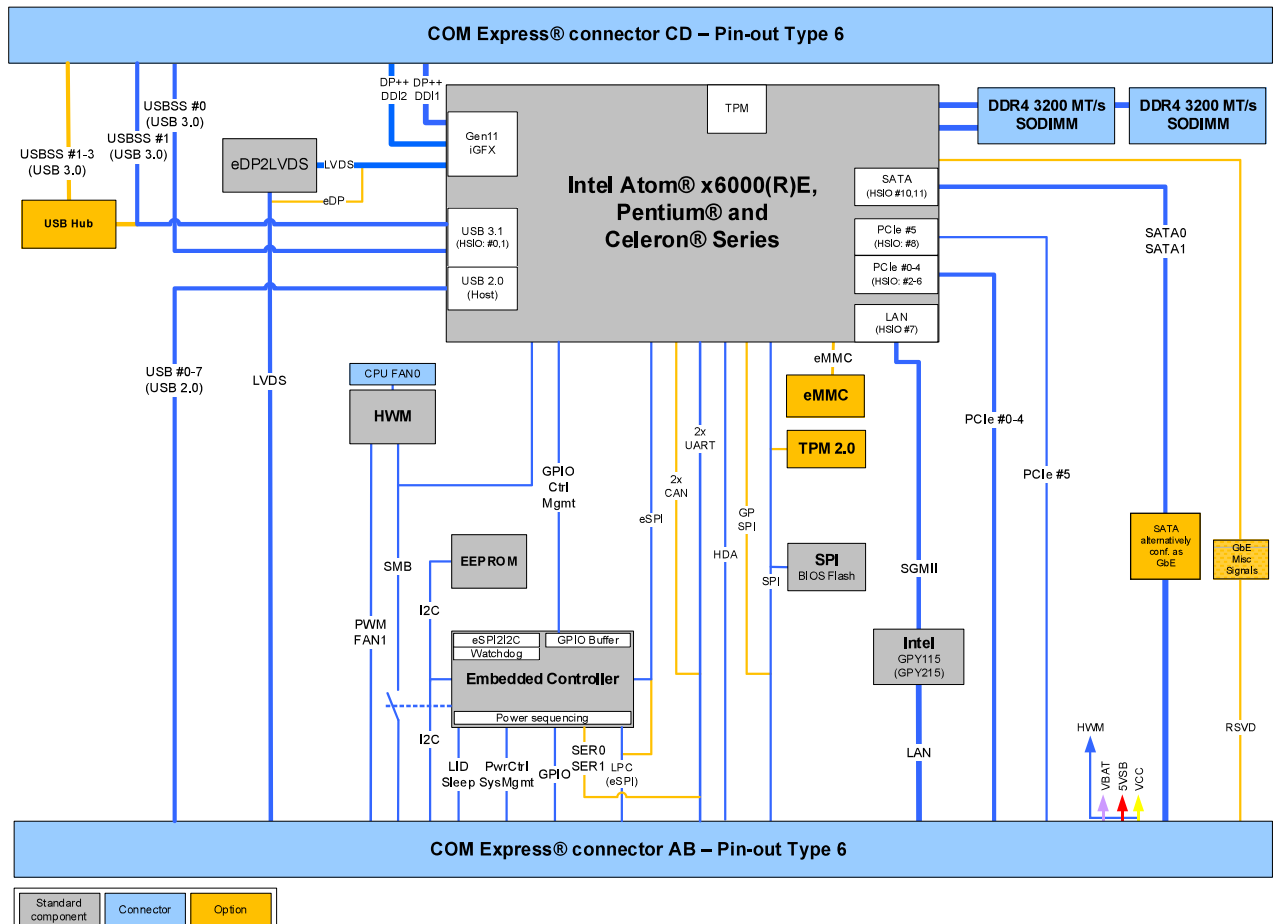 COM Express® connector CD – Pin-out Type 6
DP++
DDI2
DP++
DDI1
USBSS #0
(USB 3.0)
USBSS #1
(USB 3.0)
USBSS #1-3
(USB 3.0)
USB Hub
eDP2LVDS
LVDS
eDP
Gen11
iGFX
TPM
Intel Atom® x6000(R)E,
Pentium® and
Celeron® Series
USB 3.1
(HSIO: #0,1)
USB 2.0
(Host)
SATA
(HSIO #10,11)
PCIe #5
(HSIO: #8)
PCIe #0-4
(HSIO: #2-6)
LAN
(HSIO #7)
DDR4 3200 MT/s
SODIMM
DDR4 3200 MT/s
SODIMM
SATA0
SATA1
USB #0-7
(USB 2.0)
LVDS
CPU FAN0
HWM
eMMC
eMMC
TPM 2.0
2x
UART
GPIO
Ctrl
Mgmt
2x
CAN
eSPI
GP
SPI
HDA
SPI
SPI
BIOS Flash
PCIe #0-4
PCIe #5
SATA
alternatively
conf. as
GbE
GbE
Misc
Signals
EEPROM
SMB
SGMII
I2C
PWM
FAN1
eSPI2I2C
GPIO Buffer
Watchdog
Embedded Controller
Power sequencing
Intel
GPY115
(GPY215)
I2C
LID
Sleep
PwrCtrl
SysMgmt
GPIO
SER0
SER1
LPC
(eSPI)
LAN
HWM
VBAT
5VSB
VCC
RSVD
COM Express® connector AB – Pin-out Type 6
Standard
component
Connector
Option